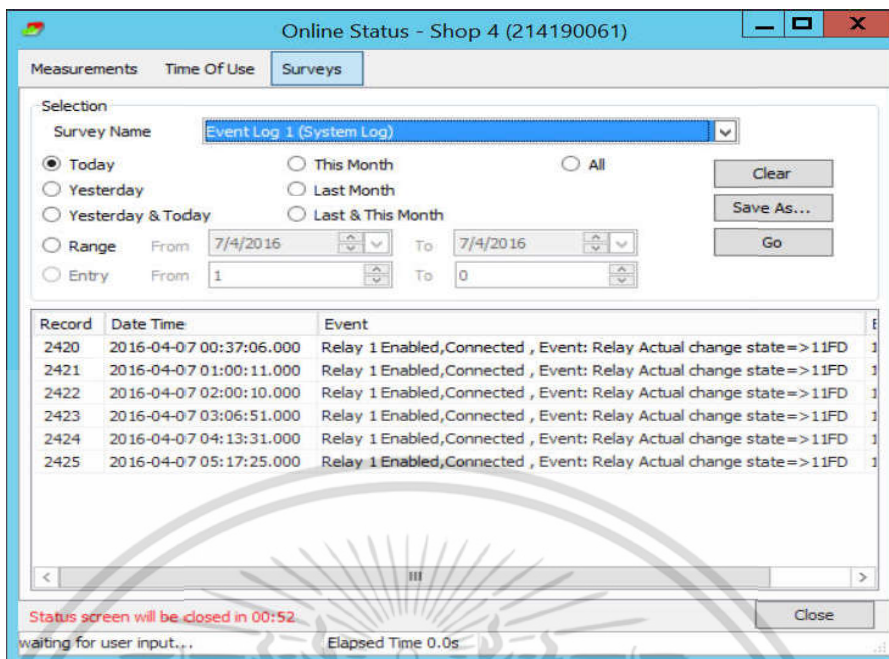 Online Status - Shop 4 (214190061)
Measurements Time Of Use Surveys
Selection
Survey Name Event Log 1 (System Log)
Today This Month All Clear
Yesterday Last Month
Yesterday & Today Last & This Month Save As...
Range From 7/4/2016 To 7/4/2016 Go
Entry From 1 To 0
Record Date Time Event E
2420 2016-04-07 00:37:06.000 Relay 1 Enabled,Connected , Event: Relay Actual change state=>11FD 1
2421 2016-04-07 01:00:11.000 Relay 1 Enabled,Connected , Event: Relay Actual change state=>11FD 1
2422 2016-04-07 02:00:10.000 Relay 1 Enabled,Connected , Event: Relay Actual change state=>11FD 1
2423 2016-04-07 03:06:51.000 Relay 1 Enabled,Connected , Event: Relay Actual change state=>11FD 1
2424 2016-04-07 04:13:31.000 Relay 1 Enabled,Connected , Event: Relay Actual change state=>11FD 1
2425 2016-04-07 05:17:25.000 Relay 1 Enabled,Connected , Event: Relay Actual change state=>11FD 1
Status screen will be closed in 00:52 Close
waiting for user input... Elapsed Time 0.0s